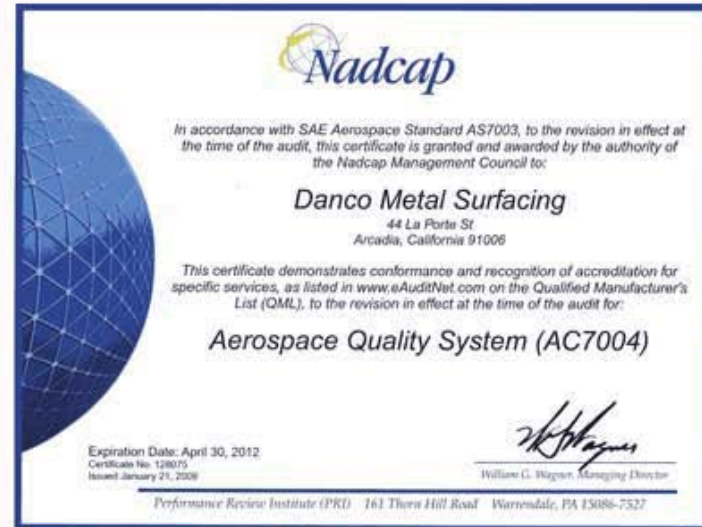 Nadcap
In accordance with SAE Aerospace Standard AS7003, to the revision in effect at
the time of the audit, this certificate is granted and awarded by the authority of
the Nadcap Management Council to:
Danco Metal Surfacing
44 La Porte St
Arcadia, California 91006
This certificate demonstrates conformance and recognition of accreditation for
specific services, as listed in www.eAuditNet.com on the Qualified Manufacturer's
List (QML), to the revision in effect at the time of the audit for:
Aerospace Quality System (AC7004)
Expiration Date: April 30, 2012
Certificate No. 128075
Issued January 21, 2009
William G. Wagner, Managing Director
Performance Review Institute (PRI) 161 Thorn Hill Road Warrendale, PA 15086-7527